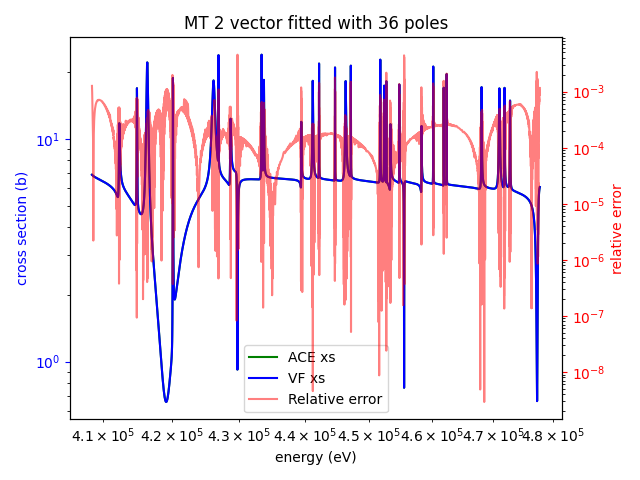 MT 2 vector fitted with 36 poles
cross section (b)
10¹
10⁰
10⁻³
10⁻⁴
10⁻⁵
10⁻⁶
10⁻⁷
10⁻⁸
relative error
ACE xs
VF xs
Relative error
4.1 × 10⁵ 4.2 × 10⁵ 4.3 × 10⁵ 4.4 × 10⁵ 4.5 × 10⁵ 4.6 × 10⁵ 4.7 × 10⁵ 4.8 × 10⁵
energy (eV)